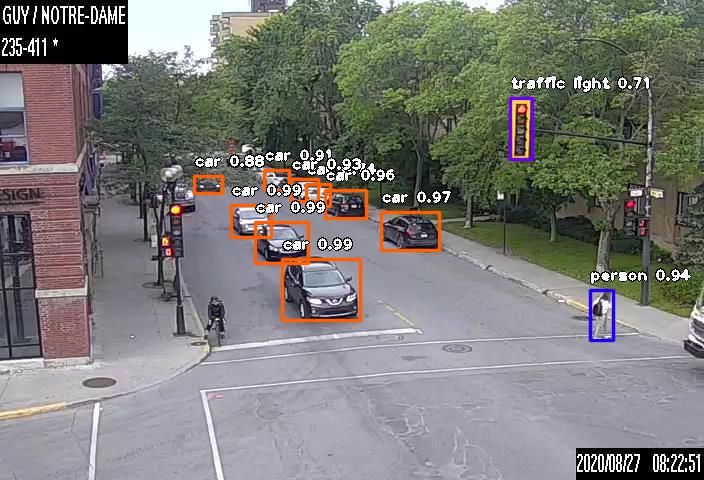 GUY / NOTRE-DAME
235-411 *
traffic light 0.71
car 0.91
car 0.88
car 0.93
car 0.96
car 0.99
car 0.97
car 0.99
car 0.99
person 0.94
SIGN
2020/08/27 08:22:51